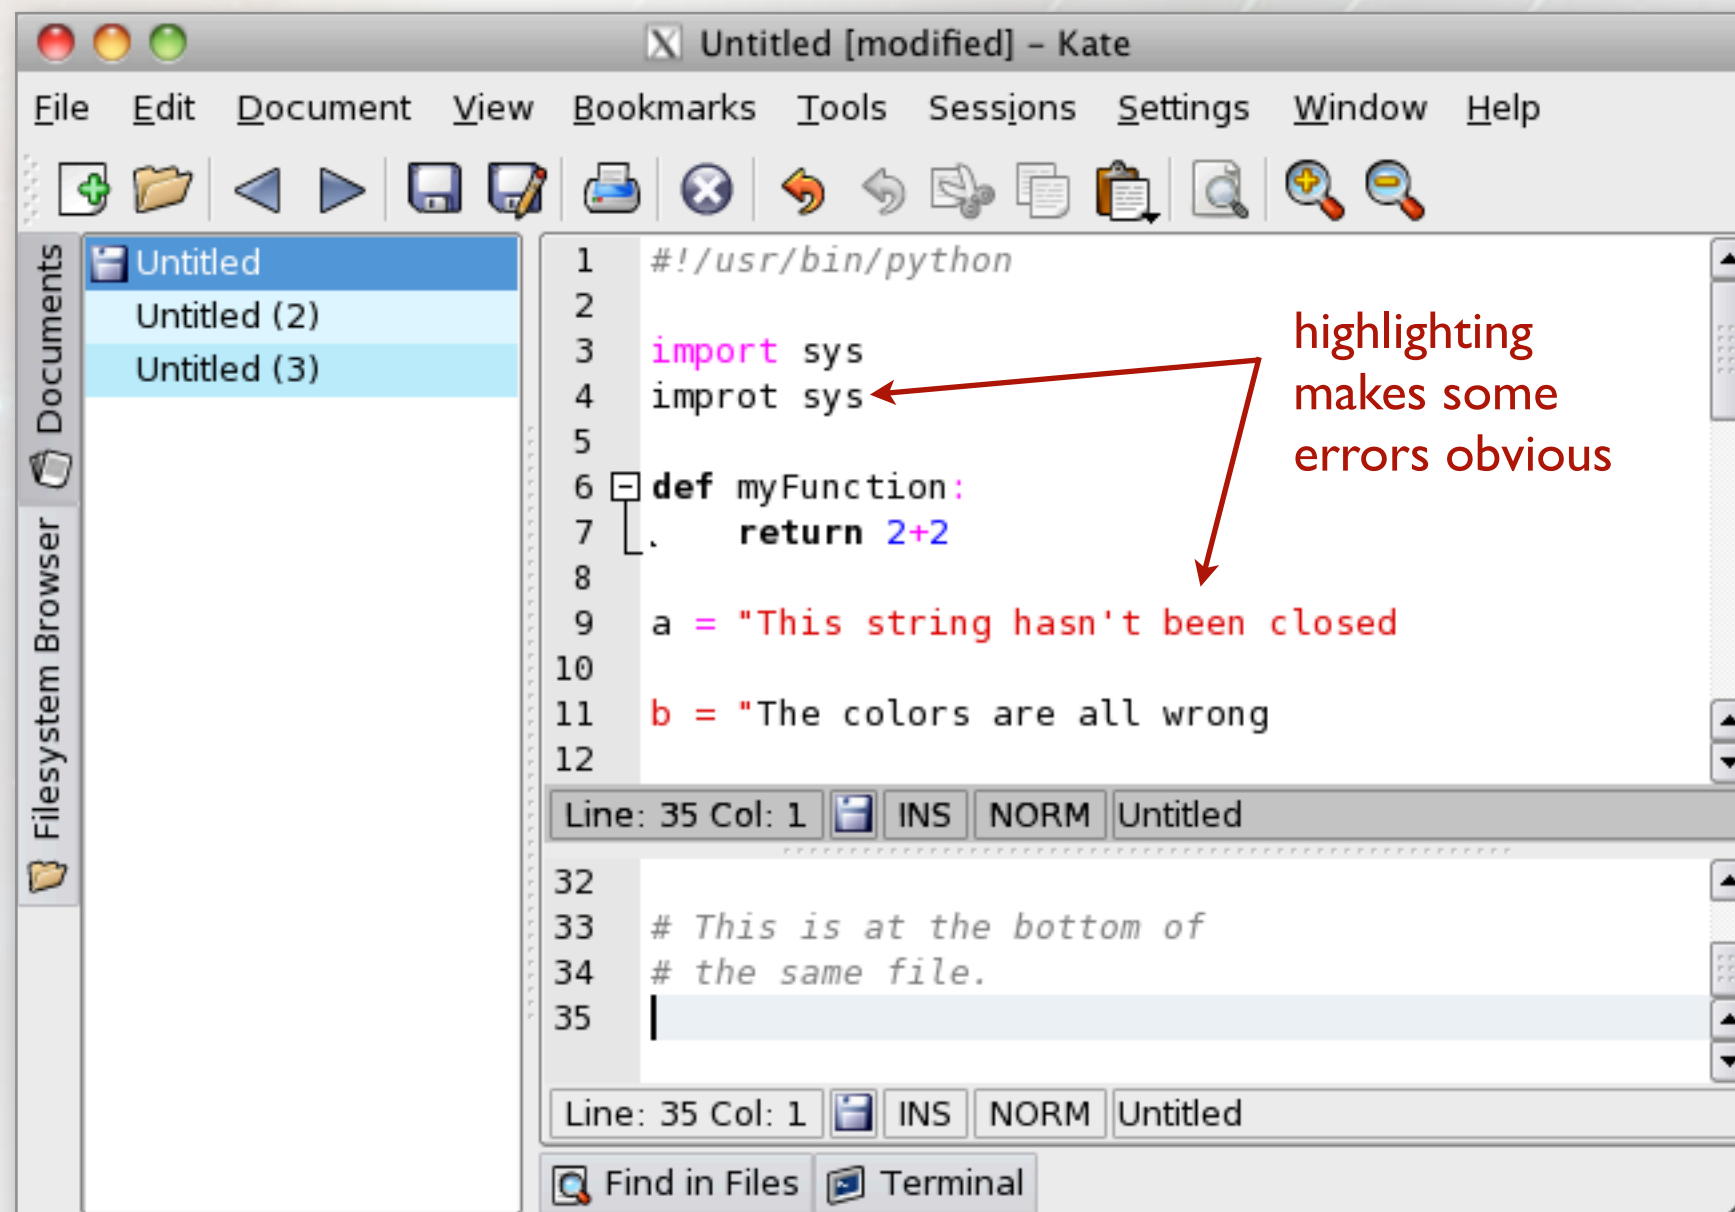 Untitled [modified] – Kate
File Edit Document View Bookmarks Tools Sessions Settings Window Help
Documents
Filesystem Browser
Untitled
Untitled (2)
Untitled (3)
1 #!/usr/bin/python
2
3 import sys
4 improt sys
5
6 def myFunction:
7 return 2+2
8
9 a = "This string hasn't been closed
10
11 b = "The colors are all wrong
12
highlighting
makes some
errors obvious
Line: 35 Col: 1 INS NORM Untitled
32
33 # This is at the bottom of
34 # the same file.
35
Line: 35 Col: 1 INS NORM Untitled
Find in Files Terminal